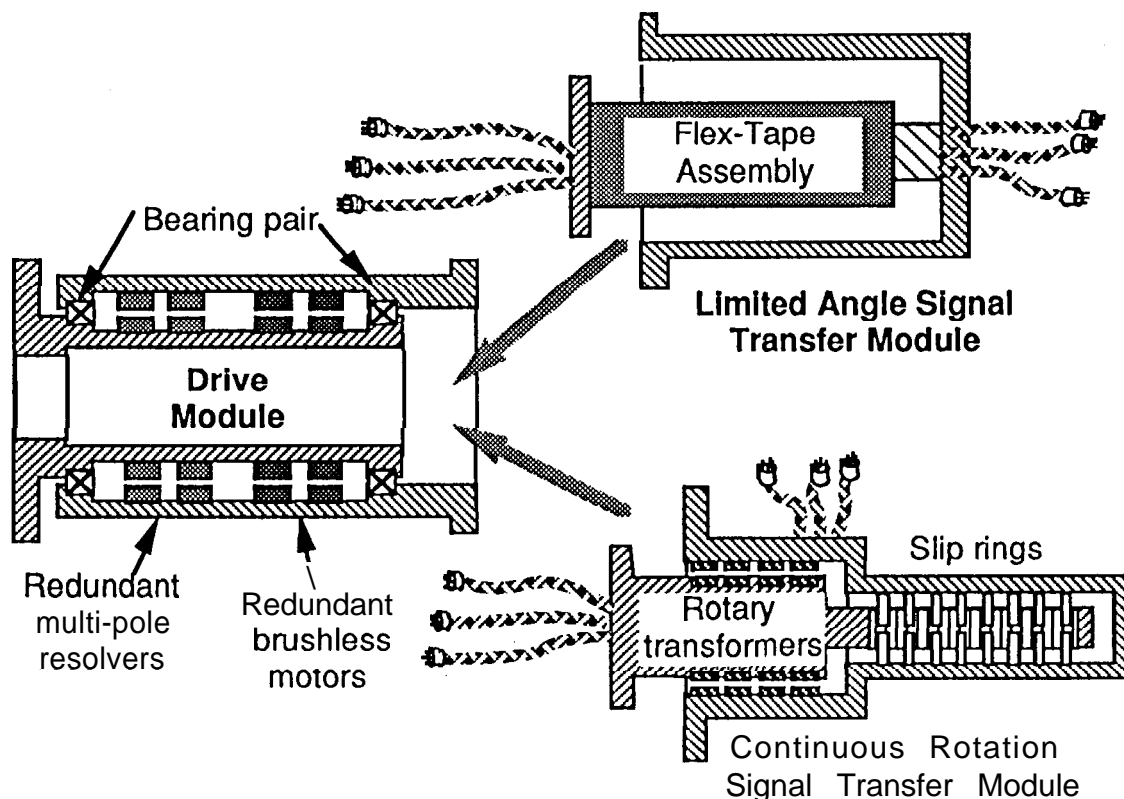 Flex-Tape
Assembly
Bearing pair
Limited Angle Signal
Transfer Module
Drive
Module
Slip rings
Redundant
multi-pole
resolvers
Redundant
brushless
motors
Rotary
transformers
Continuous Rotation
Signal Transfer Module